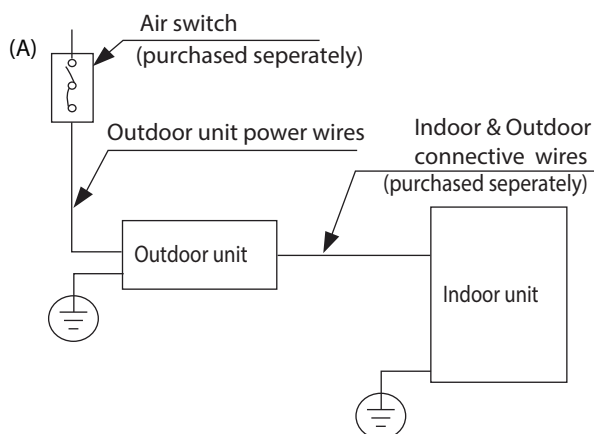 (A)
Air switch
(purchased seperately)
Outdoor unit power wires
Indoor & Outdoor
connective wires
(purchased seperately)
Outdoor unit
Indoor unit